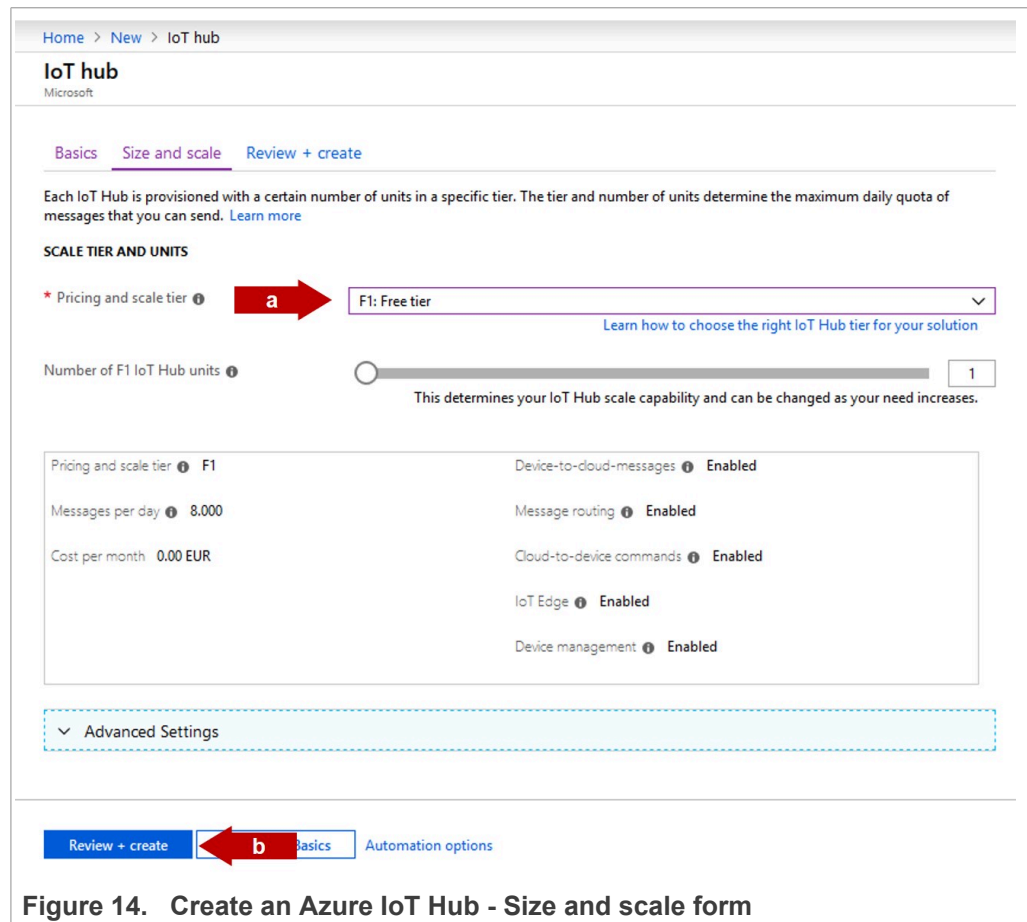 Home > New > IoT hub
IoT hub
Microsoft
Basics Size and scale Review + create
Each IoT Hub is provisioned with a certain number of units in a specific tier. The tier and number of units determine the maximum daily quota of
messages that you can send. Learn more
SCALE TIER AND UNITS
* Pricing and scale tier a F1: Free tier
Learn how to choose the right IoT Hub tier for your solution
Number of F1 IoT Hub units 1
This determines your IoT Hub scale capability and can be changed as your need increases.
Pricing and scale tier F1 Device-to-cloud-messages Enabled
Messages per day 8.000 Message routing Enabled
Cost per month 0.00 EUR Cloud-to-device commands Enabled
IoT Edge Enabled
Device management Enabled
Advanced Settings
Review + create b Basics Automation options
Figure 14. Create an Azure IoT Hub - Size and scale form